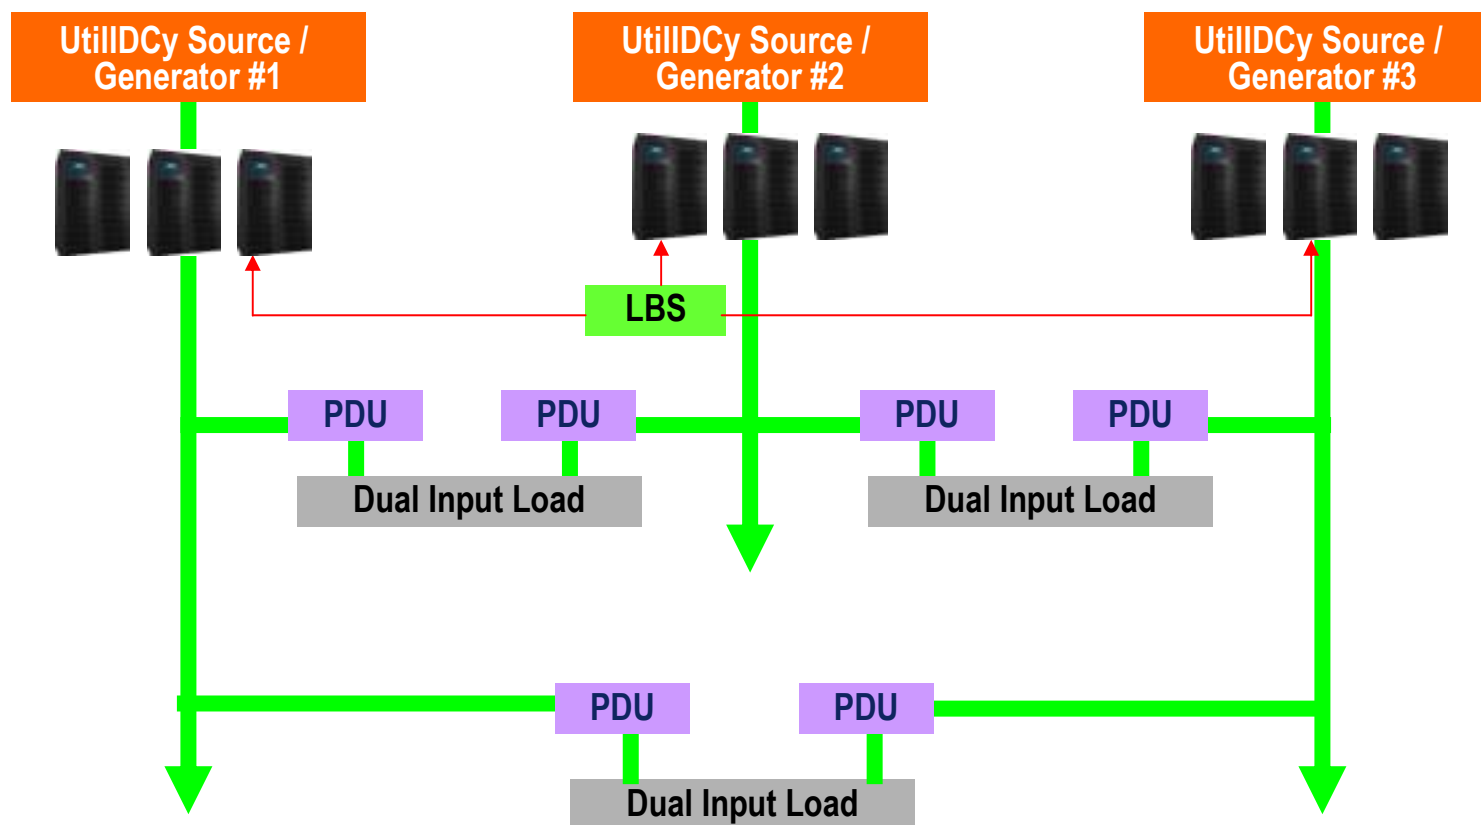 UtilIDCy Source /
Generator #1
UtilIDCy Source /
Generator #2
UtilIDCy Source /
Generator #3
LBS
PDU
PDU
PDU
PDU
Dual Input Load
Dual Input Load
PDU
PDU
Dual Input Load